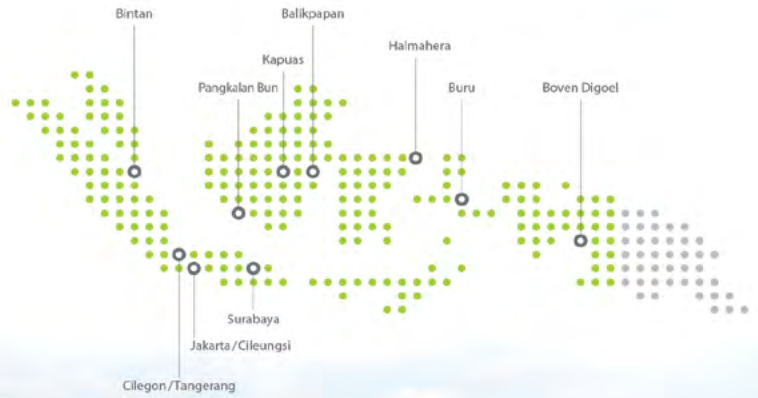 Bintan
Balikpapan
Halmahera
Kapuas
Pangkalan Bun
Buru
Boven Digoel
Surabaya
Jakarta/Cileungsi
Cilegon/Tangerang